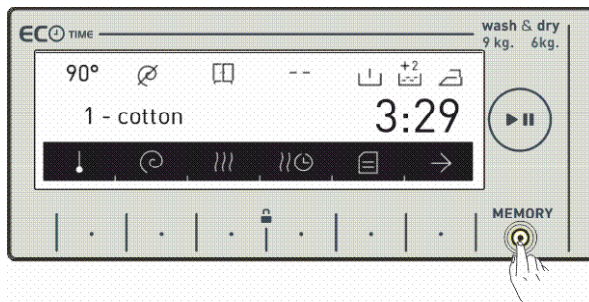 ECO TIME
wash & dry
9 kg. 6kg.
90° -- +2
1 - cotton 3:29
MEMORY